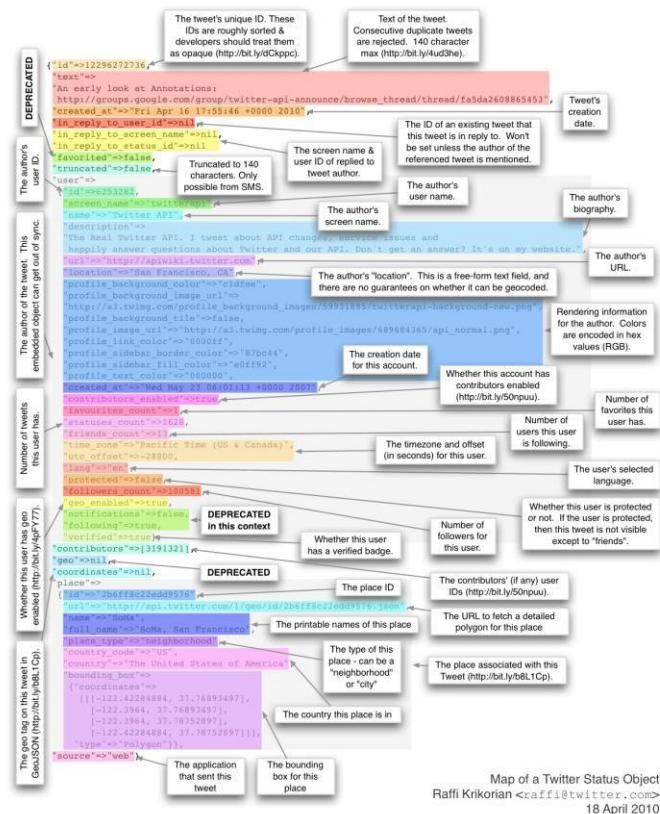 The tweet's unique ID. These
IDs are roughly sorted &
developers should treat them
as opaque (http://bit.ly/dCkppc).
Text of the tweet.
Consecutive duplicate tweets
are rejected. 140 character
max (http://bit.ly/4ud3he).
DEPRECATED
{"id"=>12296272736,
"text"=>
"An early look at Annotations:
http://groups.google.com/group/twitter-api-announce/browse_thread/thread/fa5da2608865453",
"created_at"=>"Fri Apr 16 17:55:46 +0000 2010",
Tweet's
creation
date.
"in_reply_to_user_id"=>nil,
"in_reply_to_screen_name"=>nil,
"in_reply_to_status_id"=>nil
The ID of an existing tweet that
this tweet is in reply to. Won't
be set unless the author of the
referenced tweet is mentioned.
The screen name &
user ID of replied to
tweet author.
"favorited"=>false,
"truncated"=>false,
Truncated to 140
characters. Only
possible from SMS.
The author's
user ID.
"user"=>
"id"=>6253282,
"screen_name"=>"twitterapi",
The author's
user name.
"name"=>"Twitter API",
The author's
screen name.
"description"=>
"The Real Twitter API. I tweet about API changes, service issues and
happily answer questions about Twitter and our API. Don't get an answer? It's on my website.",
The author's
biography.
"url"=>"http://apiwiki.twitter.com",
The author's
URL.
"location"=>"San Francisco, CA",
The author's "location". This is a free-form text field, and
there are no guarantees on whether it can be geocoded.
The author of the tweet. This
embedded object can get out of sync.
"profile_background_color"=>"c1dfee",
"profile_background_image_url"=>
"http://a3.twimg.com/profile_background_images/59931895/twitterapi-background-new.png",
"profile_background_tile"=>false,
"profile_image_url"=>"http://a3.twimg.com/profile_images/689684365/api_normal.png",
"profile_link_color"=>"0000ff",
"profile_sidebar_border_color"=>"87bc44",
"profile_sidebar_fill_color"=>"e0ff92",
"profile_text_color"=>"000000",
Rendering information
for the author. Colors
are encoded in hex
values (RGB).
"created_at"=>"Wed May 23 06:01:13 +0000 2007",
The creation date
for this account.
"contributors_enabled"=>true,
Whether this account has
contributors enabled
(http://bit.ly/50npuu).
"favourites_count"=>1,
Number of
favorites this
user has.
"statuses_count"=>1628,
Number of tweets
this user has.
"friends_count"=>13,
Number of
users this user
is following.
"time_zone"=>"Pacific Time (US & Canada)",
"utc_offset"=>-28800,
The timezone and offset
(in seconds) for this user.
"lang"=>"en",
The user's selected
language.
"protected"=>false,
Whether this user is protected
or not. If the user is protected,
then this tweet is not visible
except to "friends".
"followers_count"=>100581,
Number of
followers for
this user.
"geo_enabled"=>true,
Whether this user has geo
enabled (http://bit.ly/4pFY77).
"notifications"=>false,
"following"=>true,
DEPRECATED
in this context
"verified"=>true},
Whether this user
has a verified badge.
"contributors"=>[3191321],
The contributors' (if any) user
IDs (http://bit.ly/50npuu).
"geo"=>nil,
DEPRECATED
"coordinates"=>nil,
The geo tag on this tweet in
GeoJSON (http://bit.ly/b8L1Cp).
"place"=>
{"id"=>"2b6ff8c22edd9576",
The place ID
"url"=>"http://api.twitter.com/1/geo/id/2b6ff8c22edd9576.json",
The URL to fetch a detailed
polygon for this place
"name"=>"SoMa",
"full_name"=>"SoMa, San Francisco",
The printable names of this place
"place_type"=>"neighborhood",
The type of this
place - can be a
"neighborhood"
or "city"
"country_code"=>"US",
"country"=>"The United States of America",
The country this place is in
The place associated with this
Tweet (http://bit.ly/b8L1Cp).
"bounding_box"=>
{"coordinates"=>
[[[-122.42284884, 37.76893497],
[-122.3964, 37.76893497],
[-122.3964, 37.78752897],
[-122.42284884, 37.78752897]]],
"type"=>"Polygon"}},
The bounding
box for this
place
"source"=>"web"}
The application
that sent this
tweet
Map of a Twitter Status Object
Raffi Krikorian <raffi@twitter.com>
18 April 2010